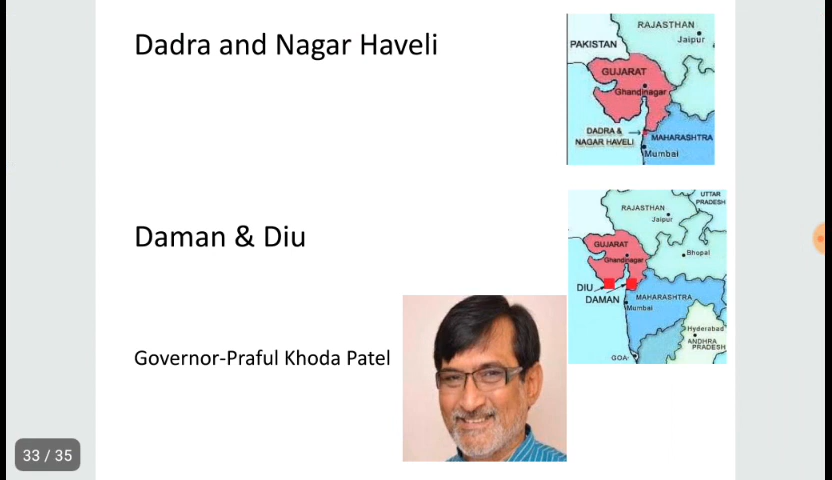 Dadra and Nagar Haveli
RAJASTHAN
Jaipur
PAKISTAN
GUJARAT
Ghandinagar
DADRA &
NAGAR HAVELI
MAHARASHTRA
Mumbai
Daman & Diu
UTTAR
PRADESH
RAJASTHAN
Jaipur
GUJARAT
Bhopal
Ghandinagar
DIU
DAMAN
MAHARASHTRA
Mumbai
Hyderabad
ANDHRA
PRADESH
GOA
Governor-Praful Khoda Patel
33 / 35